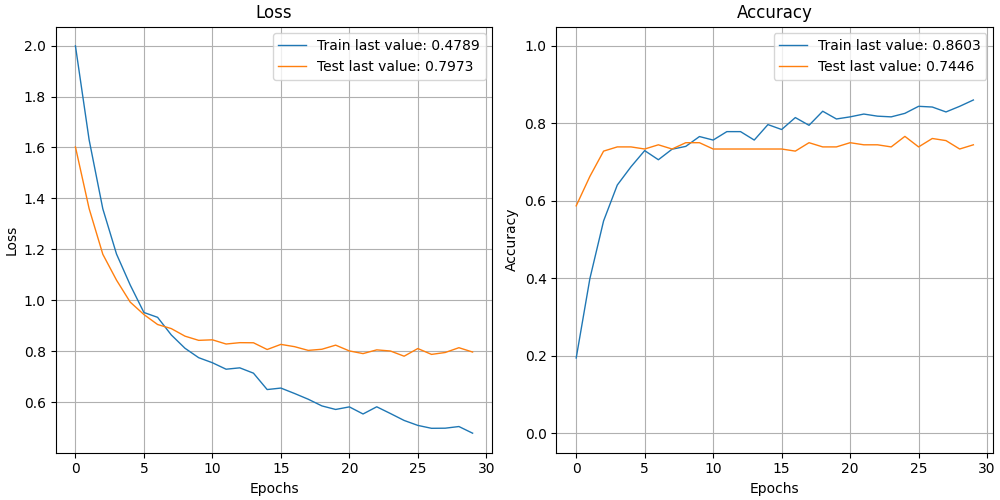 Loss
Train last value: 0.4789
Test last value: 0.7973
2.0
1.8
1.6
1.4
1.2
1.0
0.8
0.6
Loss
0 5 10 15 20 25 30
Epochs
Accuracy
Train last value: 0.8603
Test last value: 0.7446
1.0
0.8
0.6
0.4
0.2
0.0
Accuracy
0 5 10 15 20 25 30
Epochs